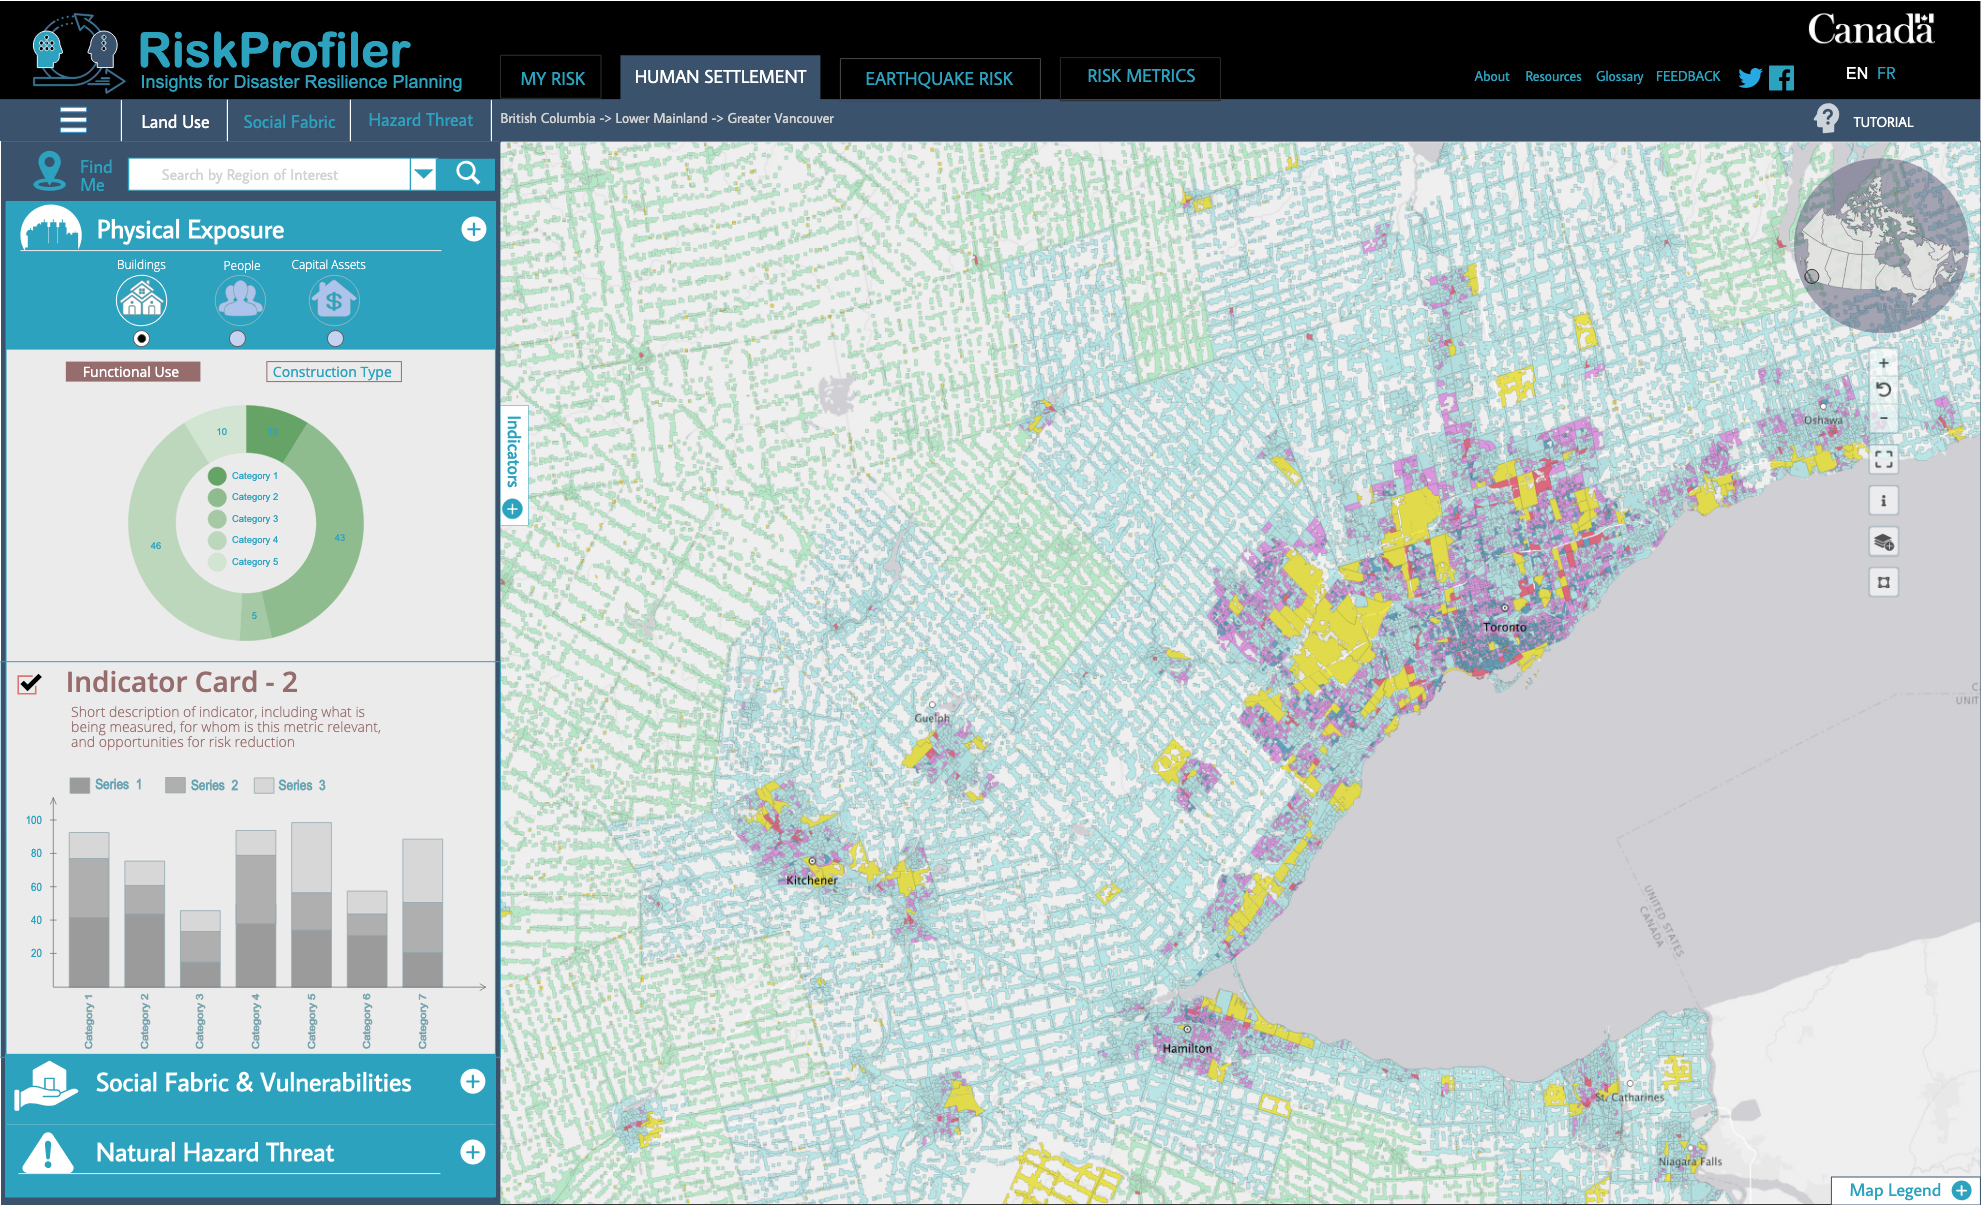 Canada
RiskProfiler
Insights for Disaster Resilience Planning
MY RISK
HUMAN SETTLEMENT
EARTHQUAKE RISK
RISK METRICS
About
Resources
Glossary
FEEDBACK
EN FR
Land Use
Social Fabric
Hazard Threat
British Columbia -> Lower Mainland -> Greater Vancouver
TUTORIAL
Find
Me
Search by Region of Interest
Physical Exposure
Buildings
People
Capital Assets
Functional Use
Construction Type
10
43
5
46
Category 1
Category 2
Category 3
Category 4
Category 5
Indicators
Indicator Card - 2
Short description of indicator, including what is
being measured, for whom is this metric relevant,
and opportunities for risk reduction
Series 1
Series 2
Series 3
100
80
60
40
20
Category 1
Category 2
Category 3
Category 4
Category 5
Category 6
Category 7
Social Fabric & Vulnerabilities
Natural Hazard Threat
Oshawa
Toronto
Guelph
Kitchener
Hamilton
St. Catharines
Niagara Falls
UNITED STATES
CANADA
C
UNIT
Map Legend